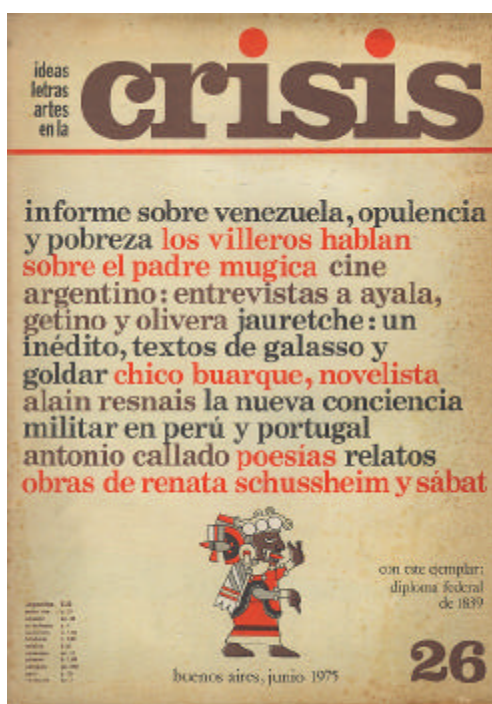 ideas
letras
artes
en la
crisis
informe sobre venezuela, opulencia
y pobreza los villeros hablan
sobre el padre mugica cine
argentino: entrevistas a ayala,
getino y olivera jauretche: un
inédito, textos de galasso y
goldar chico buarque, novelista
alain resnais la nueva conciencia
militar en perú y portugal
antonio callado poesías relatos
obras de renata schussheim y sábat
con este ejemplar:
diploma federal
de 1839
buenos aires, junio 1975
26